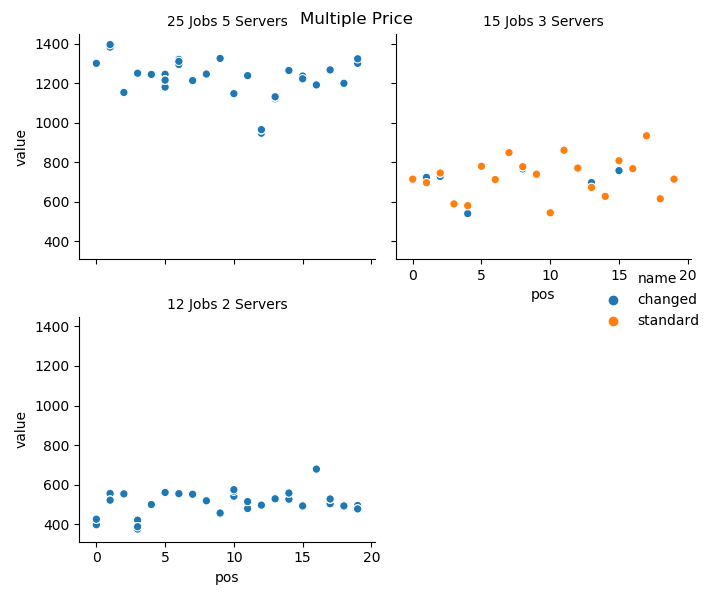 Multiple Price
25 Jobs 5 Servers
15 Jobs 3 Servers
1400
1200
1000
800
600
400
value
0
5
10
15
20
pos
name
changed
standard
12 Jobs 2 Servers
1400
1200
1000
800
600
400
value
0
5
10
15
20
pos